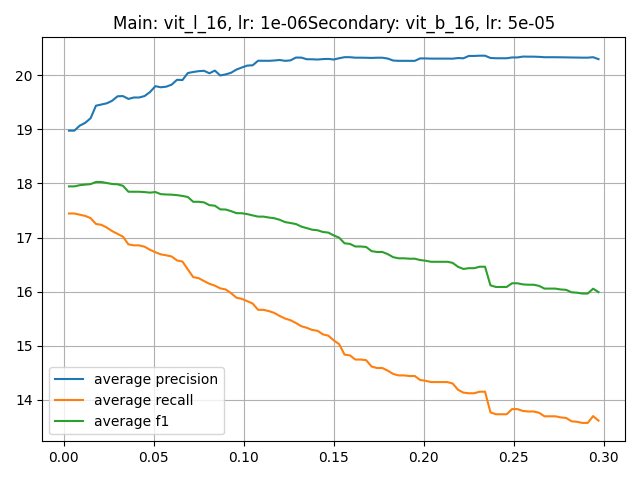 Main: vit_l_16, lr: 1e-06Secondary: vit_b_16, lr: 5e-05
20
19
18
17
16
15
14
average precision
average recall
average f1
0.00 0.05 0.10 0.15 0.20 0.25 0.30